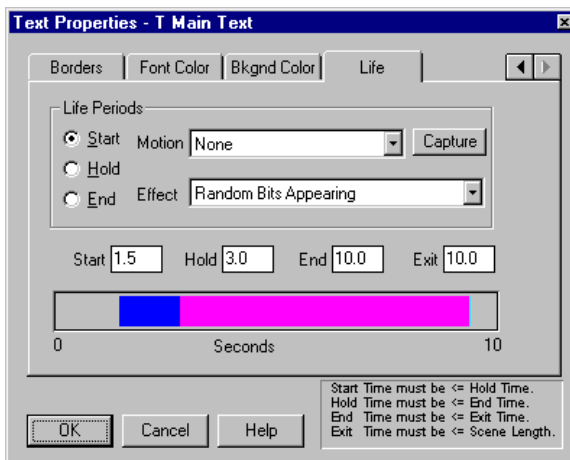 Text Properties - T Main Text
Borders Font Color Bkgnd Color Life
Life Periods
Start Motion None Capture
Hold
End Effect Random Bits Appearing
Start 1.5 Hold 3.0 End 10.0 Exit 10.0
0 Seconds 10
Start Time must be <= Hold Time.
Hold Time must be <= End Time.
End Time must be <= Exit Time.
Exit Time must be <= Scene Length.
OK Cancel Help